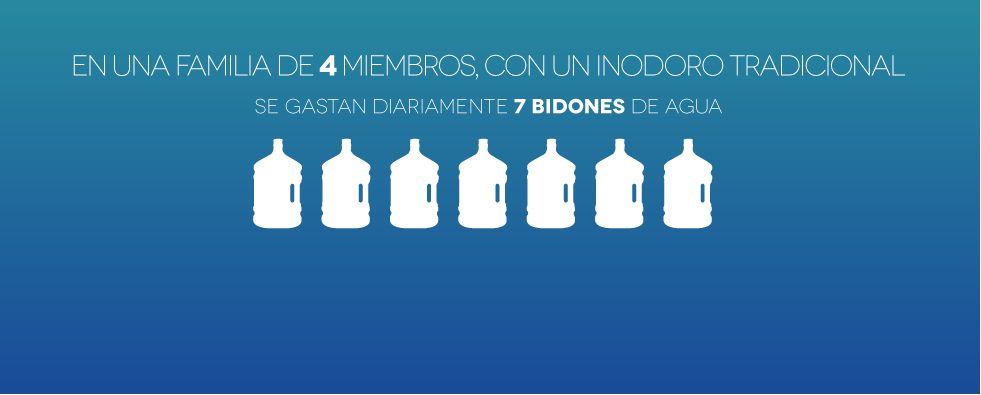 EN UNA FAMILIA DE 4 MIEMBROS, CON UN INODORO TRADICIONAL
SE GASTAN DIARIAMENTE 7 BIDONES DE AGUA